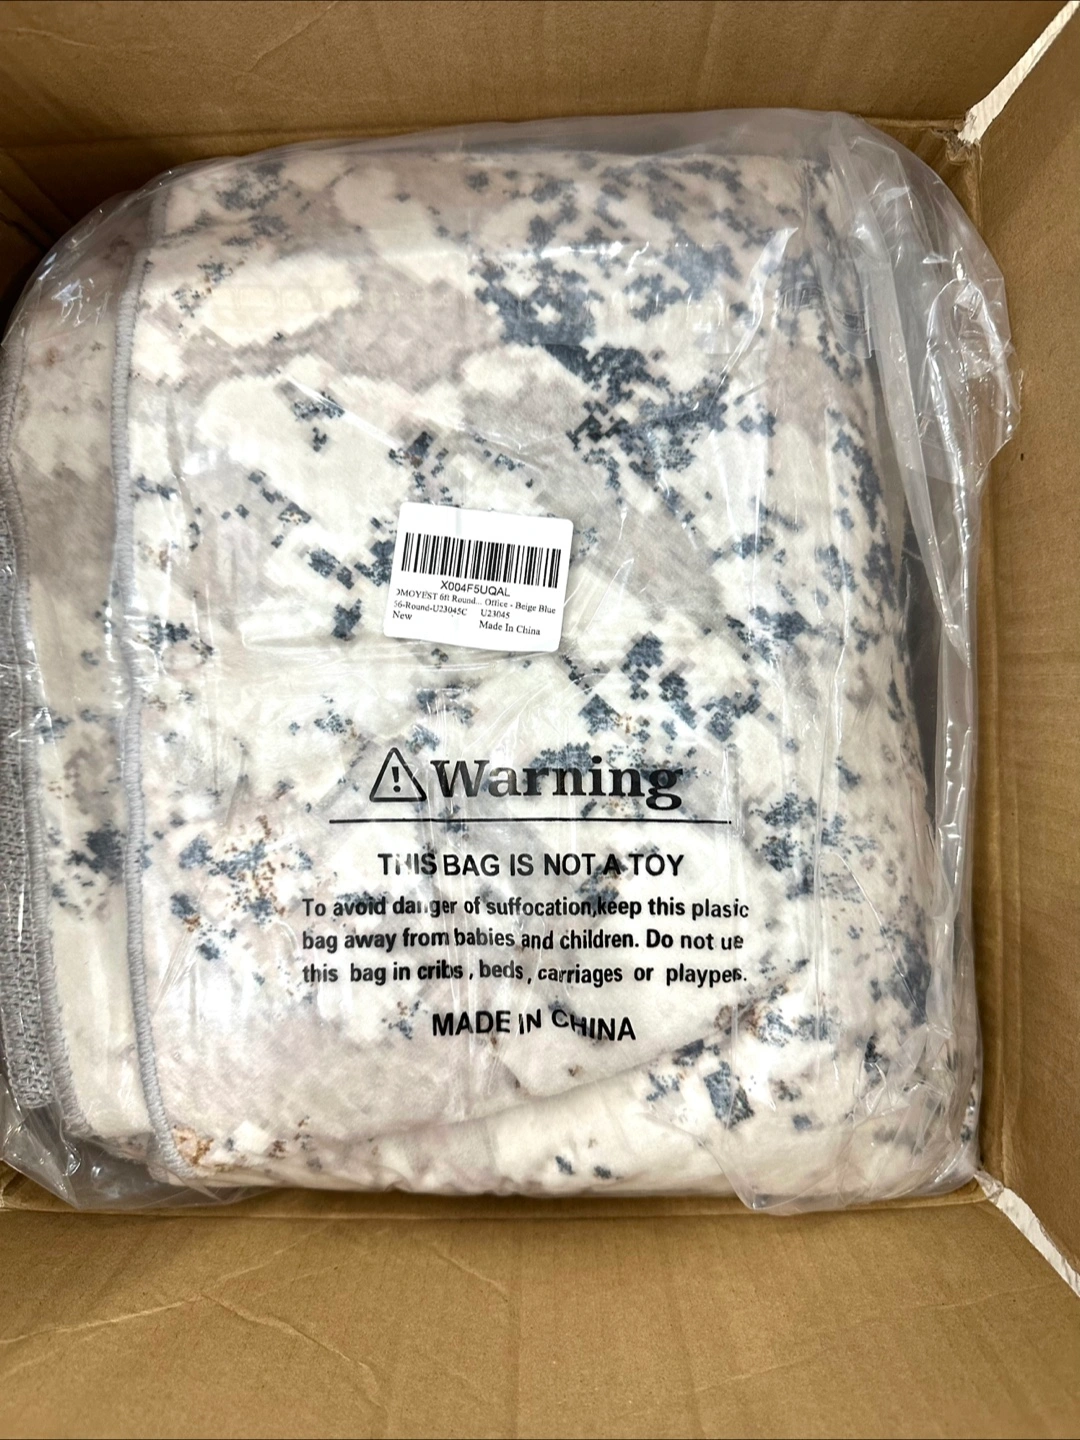 X004F5UQAL
OMOYEST 6ft Round... Office - Beige Blue
56-Round-U23045C U23045
New
Made In China
Warning
THIS BAG IS NOT A TOY
To avoid danger of suffocation,keep this plasic
bag away from babies and children. Do not ue
this bag in cribs, beds, carriages or playpes.
MADE IN CHINA